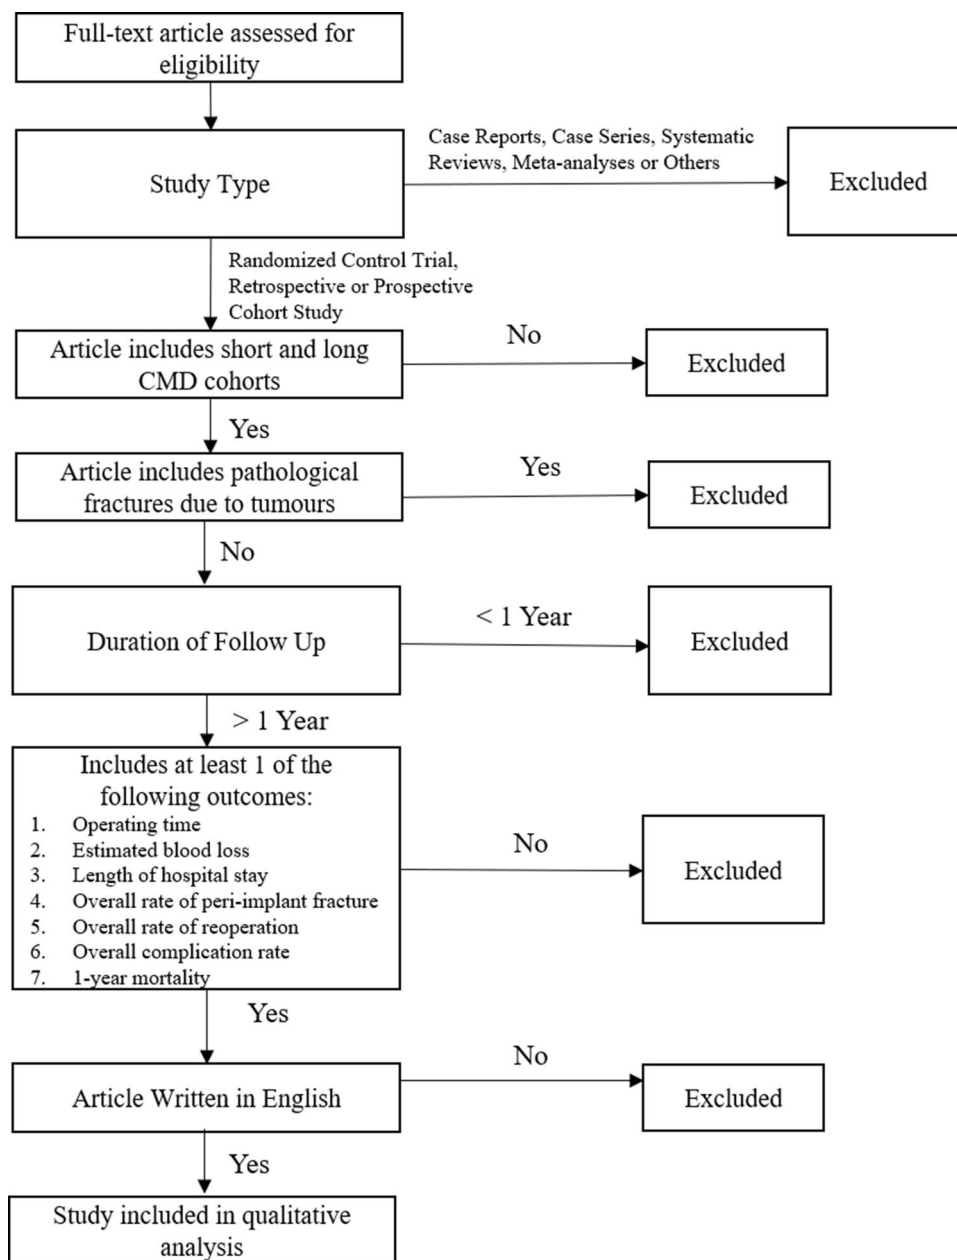 Full-text article assessed for
eligibility
Study Type
Case Reports, Case Series, Systematic
Reviews, Meta-analyses or Others
Excluded
Randomized Control Trial,
Retrospective or Prospective
Cohort Study
Article includes short and long
CMD cohorts
No
Excluded
Yes
Article includes pathological
fractures due to tumours
Yes
Excluded
No
Duration of Follow Up
< 1 Year
Excluded
> 1 Year
Includes at least 1 of the
following outcomes:
1. Operating time
2. Estimated blood loss
3. Length of hospital stay
4. Overall rate of peri-implant fracture
5. Overall rate of reoperation
6. Overall complication rate
7. 1-year mortality
No
Excluded
Yes
Article Written in English
No
Excluded
Yes
Study included in qualitative
analysis